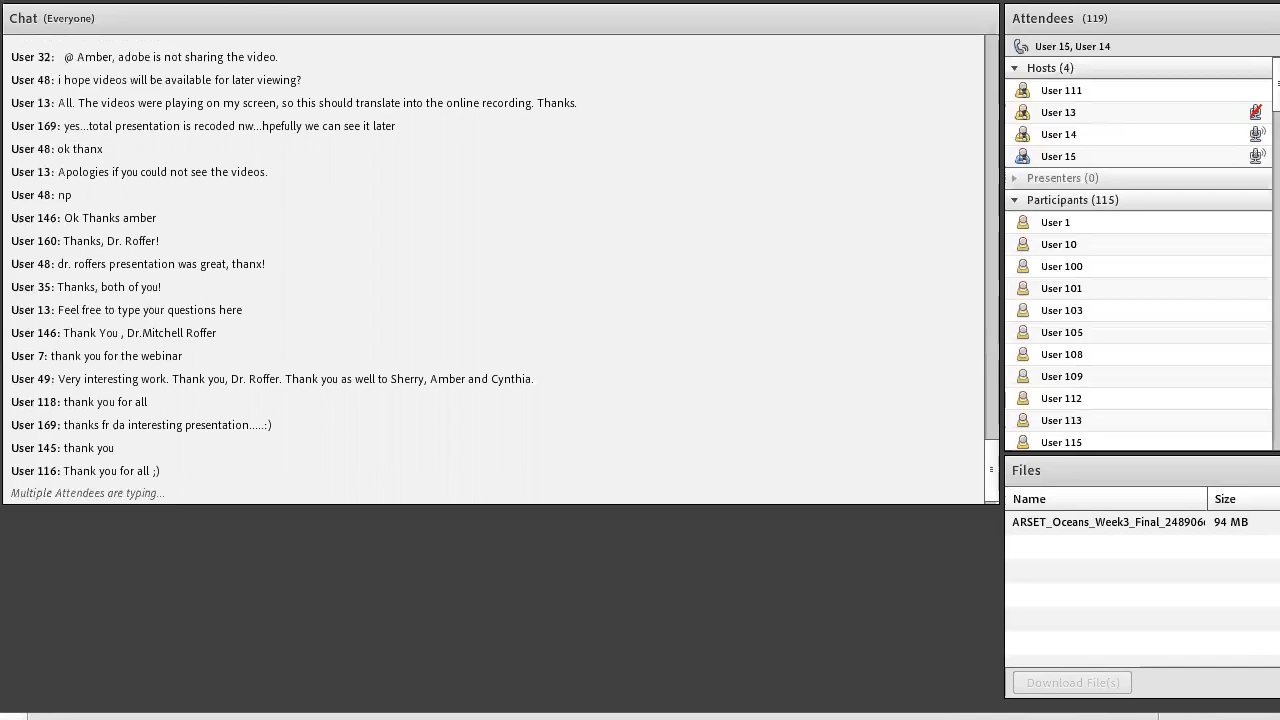 Chat (Everyone)
User 32: @ Amber, adobe is not sharing the video.
User 48: i hope videos will be available for later viewing?
User 13: All. The videos were playing on my screen, so this should translate into the online recording. Thanks.
User 169: yes...total presentation is recoded nw...hpefully we can see it later
User 48: ok thanx
User 13: Apologies if you could not see the videos.
User 48: np
User 146: Ok Thanks amber
User 160: Thanks, Dr. Roffer!
User 48: dr. roffers presentation was great, thanx!
User 35: Thanks, both of you!
User 13: Feel free to type your questions here
User 146: Thank You , Dr.Mitchell Roffer
User 7: thank you for the webinar
User 49: Very interesting work. Thank you, Dr. Roffer. Thank you as well to Sherry, Amber and Cynthia.
User 118: thank you for all
User 169: thanks fr da interesting presentation.....:)
User 145: thank you
User 116: Thank you for all ;)
Multiple Attendees are typing...
Attendees (119)
User 15, User 14
Hosts (4)
User 111
User 13
User 14
User 15
Presenters (0)
Participants (115)
User 1
User 10
User 100
User 101
User 103
User 105
User 108
User 109
User 112
User 113
User 115
Files
Name Size
ARSET_Oceans_Week3_Final_248906 94 MB
Download File(s)